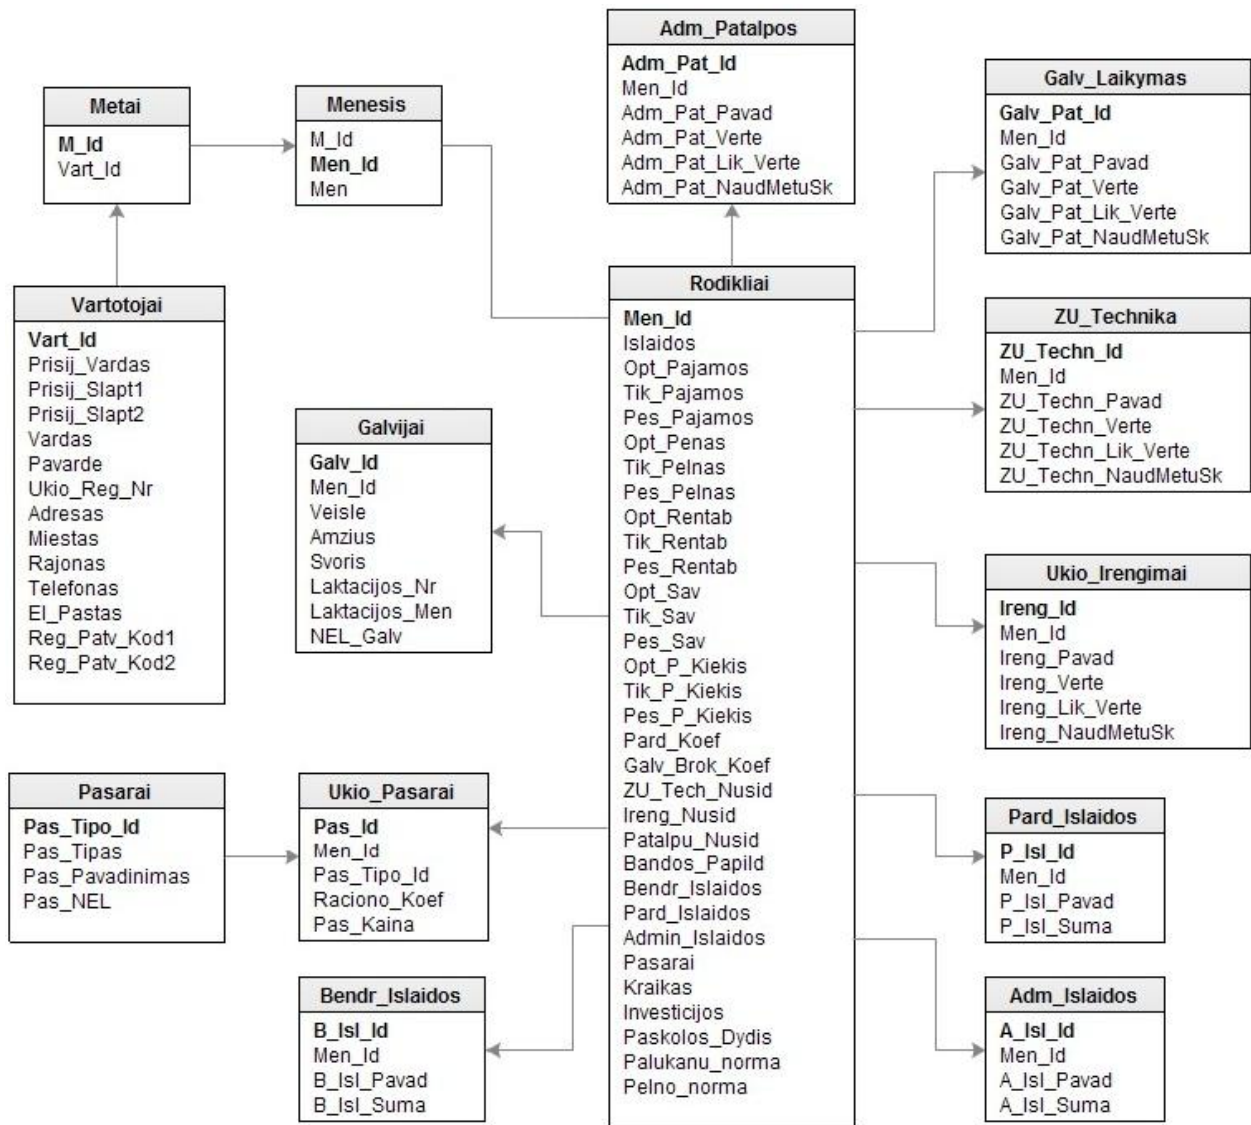 Adm_Patalpos
Adm_Pat_Id
Men_Id
Adm_Pat_Pavad
Adm_Pat_Verte
Adm_Pat_Lik_Verte
Adm_Pat_NaudMetuSk
Galv_Laikymas
Galv_Pat_Id
Men_Id
Galv_Pat_Pavad
Galv_Pat_Verte
Galv_Pat_Lik_Verte
Galv_Pat_NaudMetuSk
Metai
M_Id
Vart_Id
Menesis
M_Id
Men_Id
Men
Vartotojai
Vart_Id
Prisij_Vardas
Prisij_Slapt1
Prisij_Slapt2
Vardas
Pavarde
Ukio_Reg_Nr
Adresas
Miestas
Rajonas
Telefonas
El_Pastas
Reg_Patv_Kod1
Reg_Patv_Kod2
Rodikliai
Men_Id
Islaidos
Opt_Pajamos
Tik_Pajamos
Pes_Pajamos
Opt_Penas
Tik_Pelnas
Pes_Pelnas
Opt_Rentab
Tik_Rentab
Pes_Rentab
Opt_Sav
Tik_Sav
Pes_Sav
Opt_P_Kiekis
Tik_P_Kiekis
Pes_P_Kiekis
Pard_Koef
Galv_Brok_Koef
ZU_Tech_Nusid
Ireng_Nusid
Patalpu_Nusid
Bandos_Papild
Bendr_Islaidos
Pard_Islaidos
Admin_Islaidos
Pasarai
Kraikas
Investicijos
Paskolos_Dydis
Palukanu_norma
Pelno_norma
ZU_Technika
ZU_Techn_Id
Men_Id
ZU_Techn_Pavad
ZU_Techn_Verte
ZU_Techn_Lik_Verte
ZU_Techn_NaudMetuSk
Galvijai
Galv_Id
Men_Id
Veisle
Amzius
Svoris
Laktacijos_Nr
Laktacijos_Men
NEL_Galv
Ukio_Irengimai
Ireng_Id
Men_Id
Ireng_Pavad
Ireng_Verte
Ireng_Lik_Verte
Ireng_NaudMetuSk
Pasarai
Pas_Tipo_Id
Pas_Tipas
Pas_Pavadinimas
Pas_NEL
Ukio_Pasarai
Pas_Id
Men_Id
Pas_Tipo_Id
Raciono_Koef
Pas_Kaina
Pard_Islaidos
P_Isl_Id
Men_Id
P_Isl_Pavad
P_Isl_Suma
Bendr_Islaidos
B_Isl_Id
Men_Id
B_Isl_Pavad
B_Isl_Suma
Adm_Islaidos
A_Isl_Id
Men_Id
A_Isl_Pavad
A_Isl_Suma